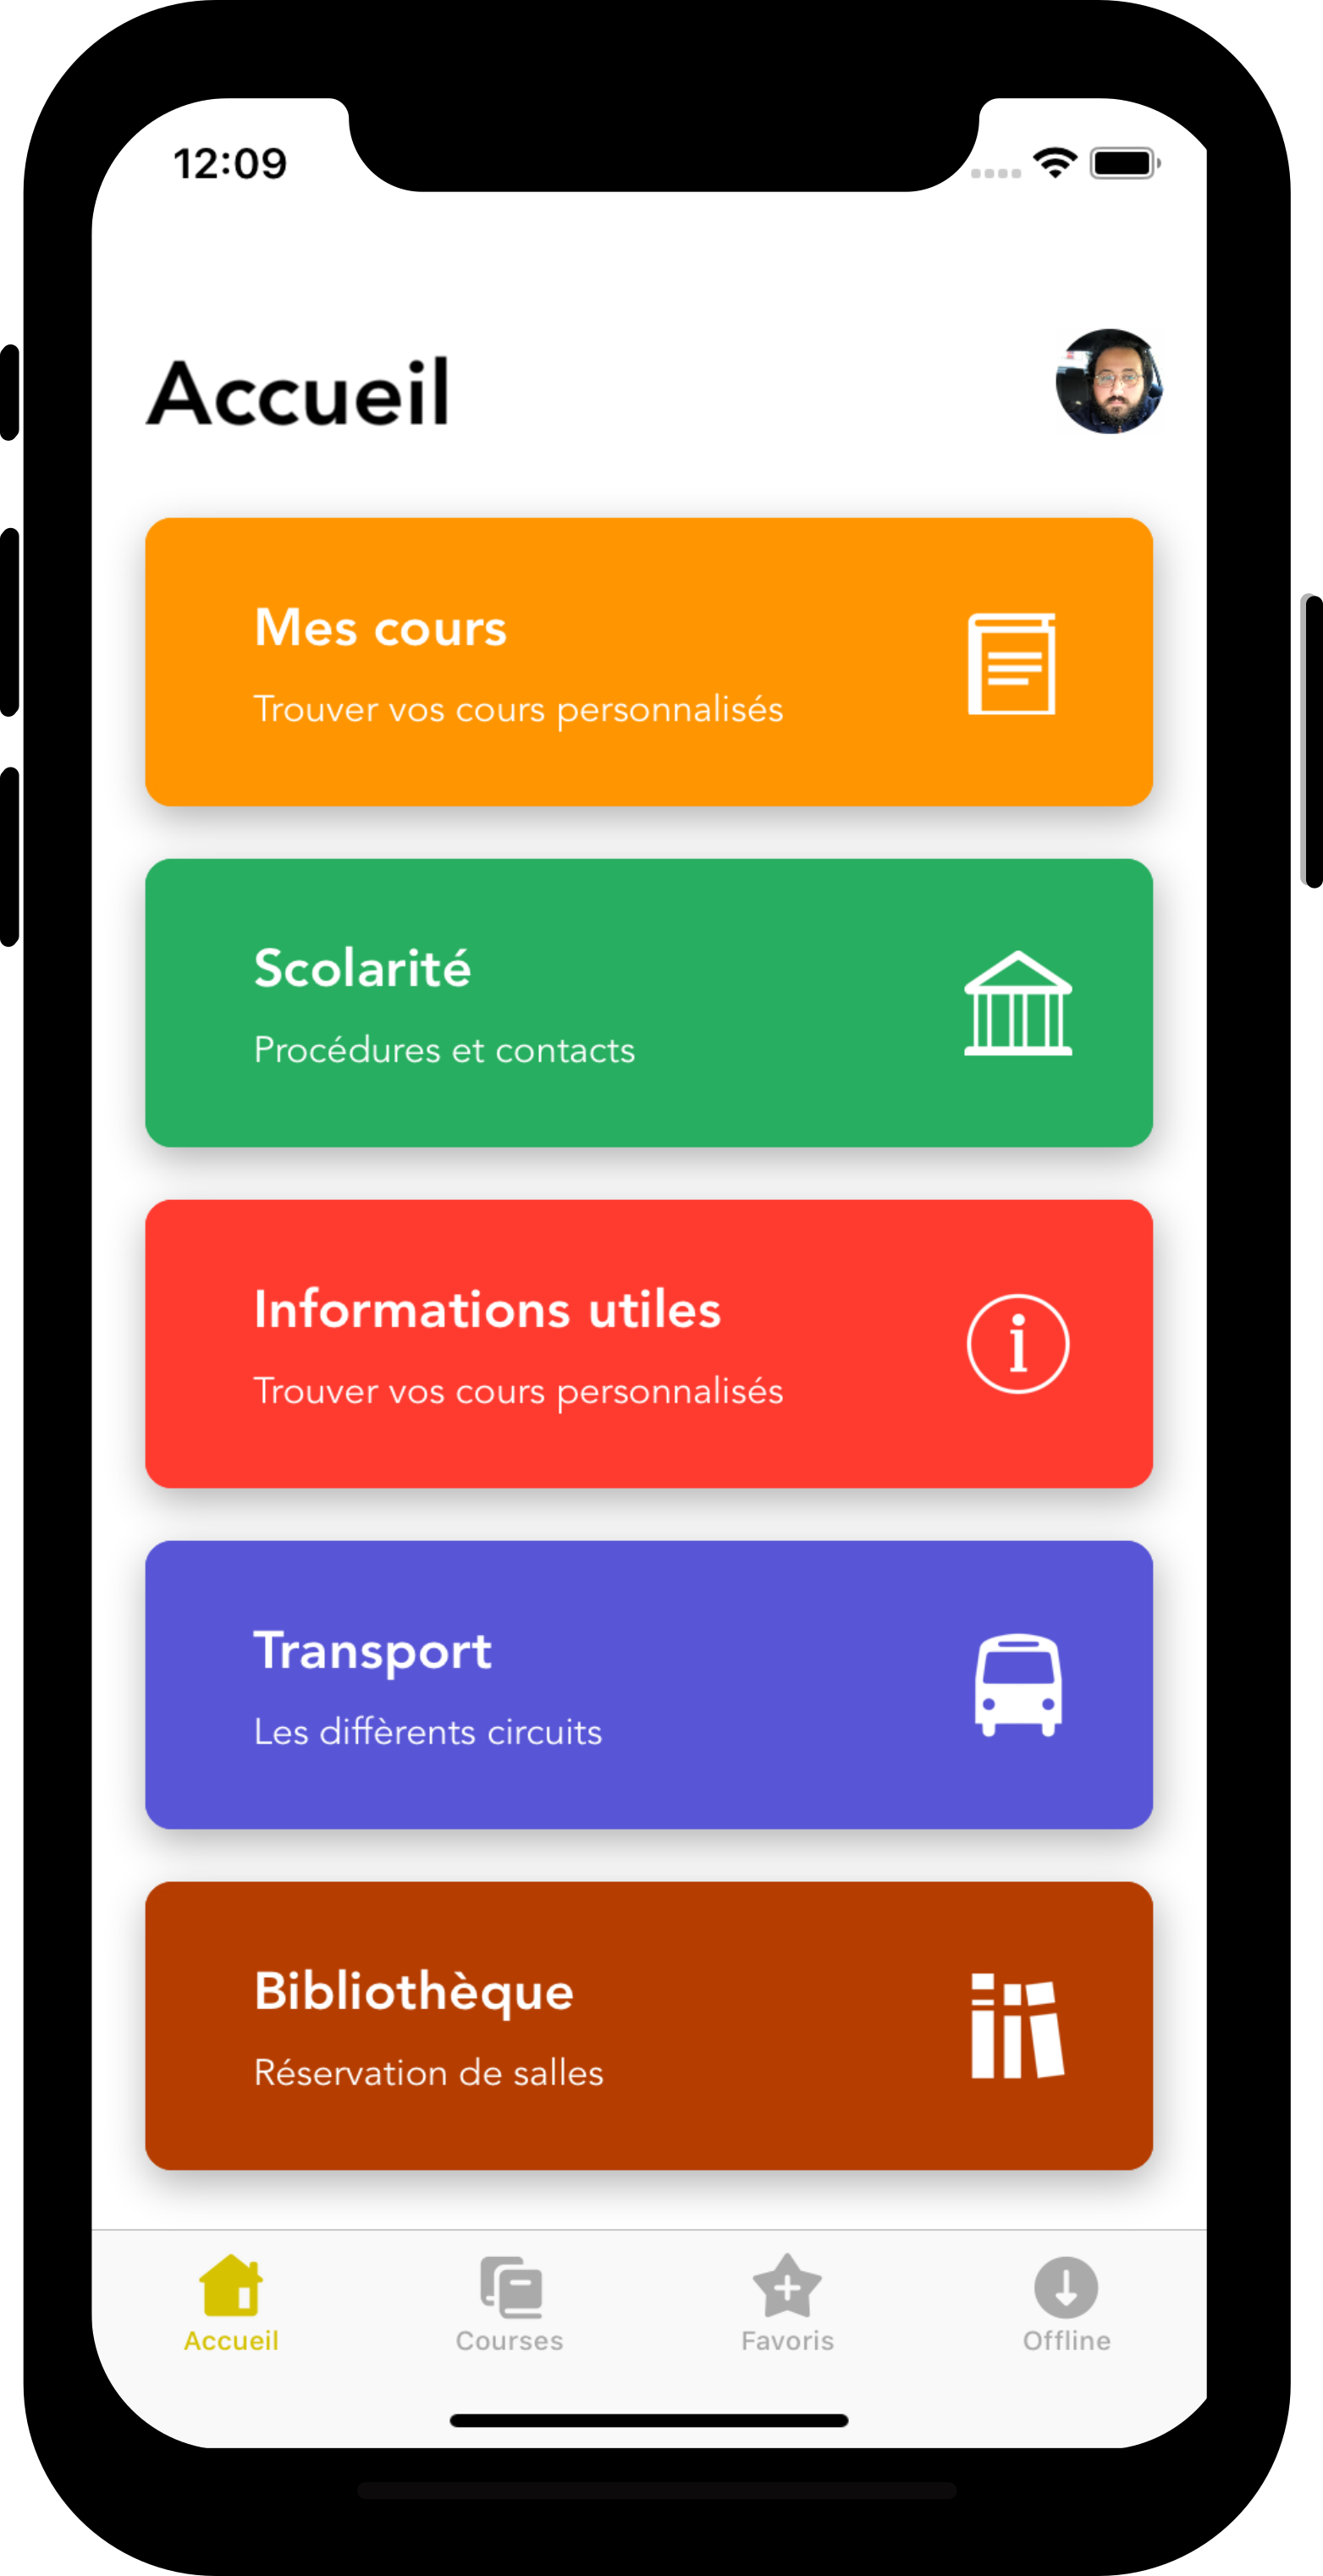 12:09
Accueil
Mes cours
Trouver vos cours personnalisés
Scolarité
Procédures et contacts
Informations utiles
Trouver vos cours personnalisés
Transport
Les diffèrents circuits
Bibliothèque
Réservation de salles
Accueil
Courses
Favoris
Offline